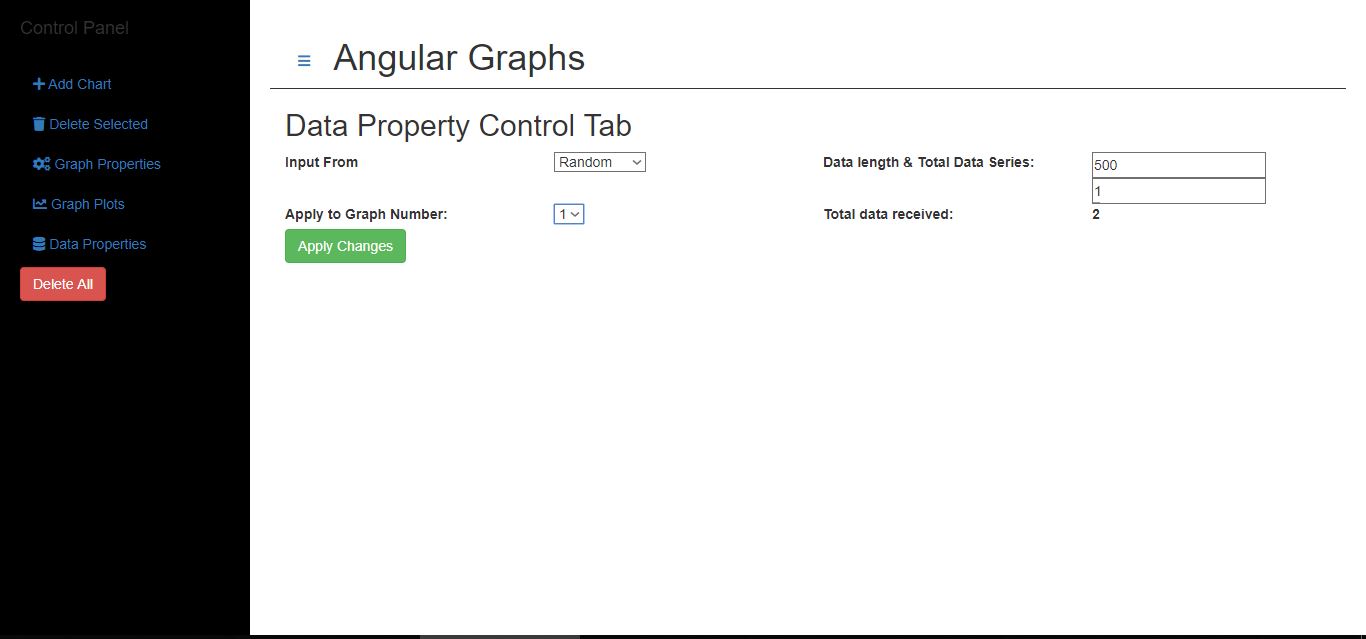 Control Panel
Add Chart
Delete Selected
Graph Properties
Graph Plots
Data Properties
Delete All
Angular Graphs
Data Property Control Tab
Input From Random Data length & Total Data Series: 500
1
Apply to Graph Number: 1 Total data received: 2
Apply Changes